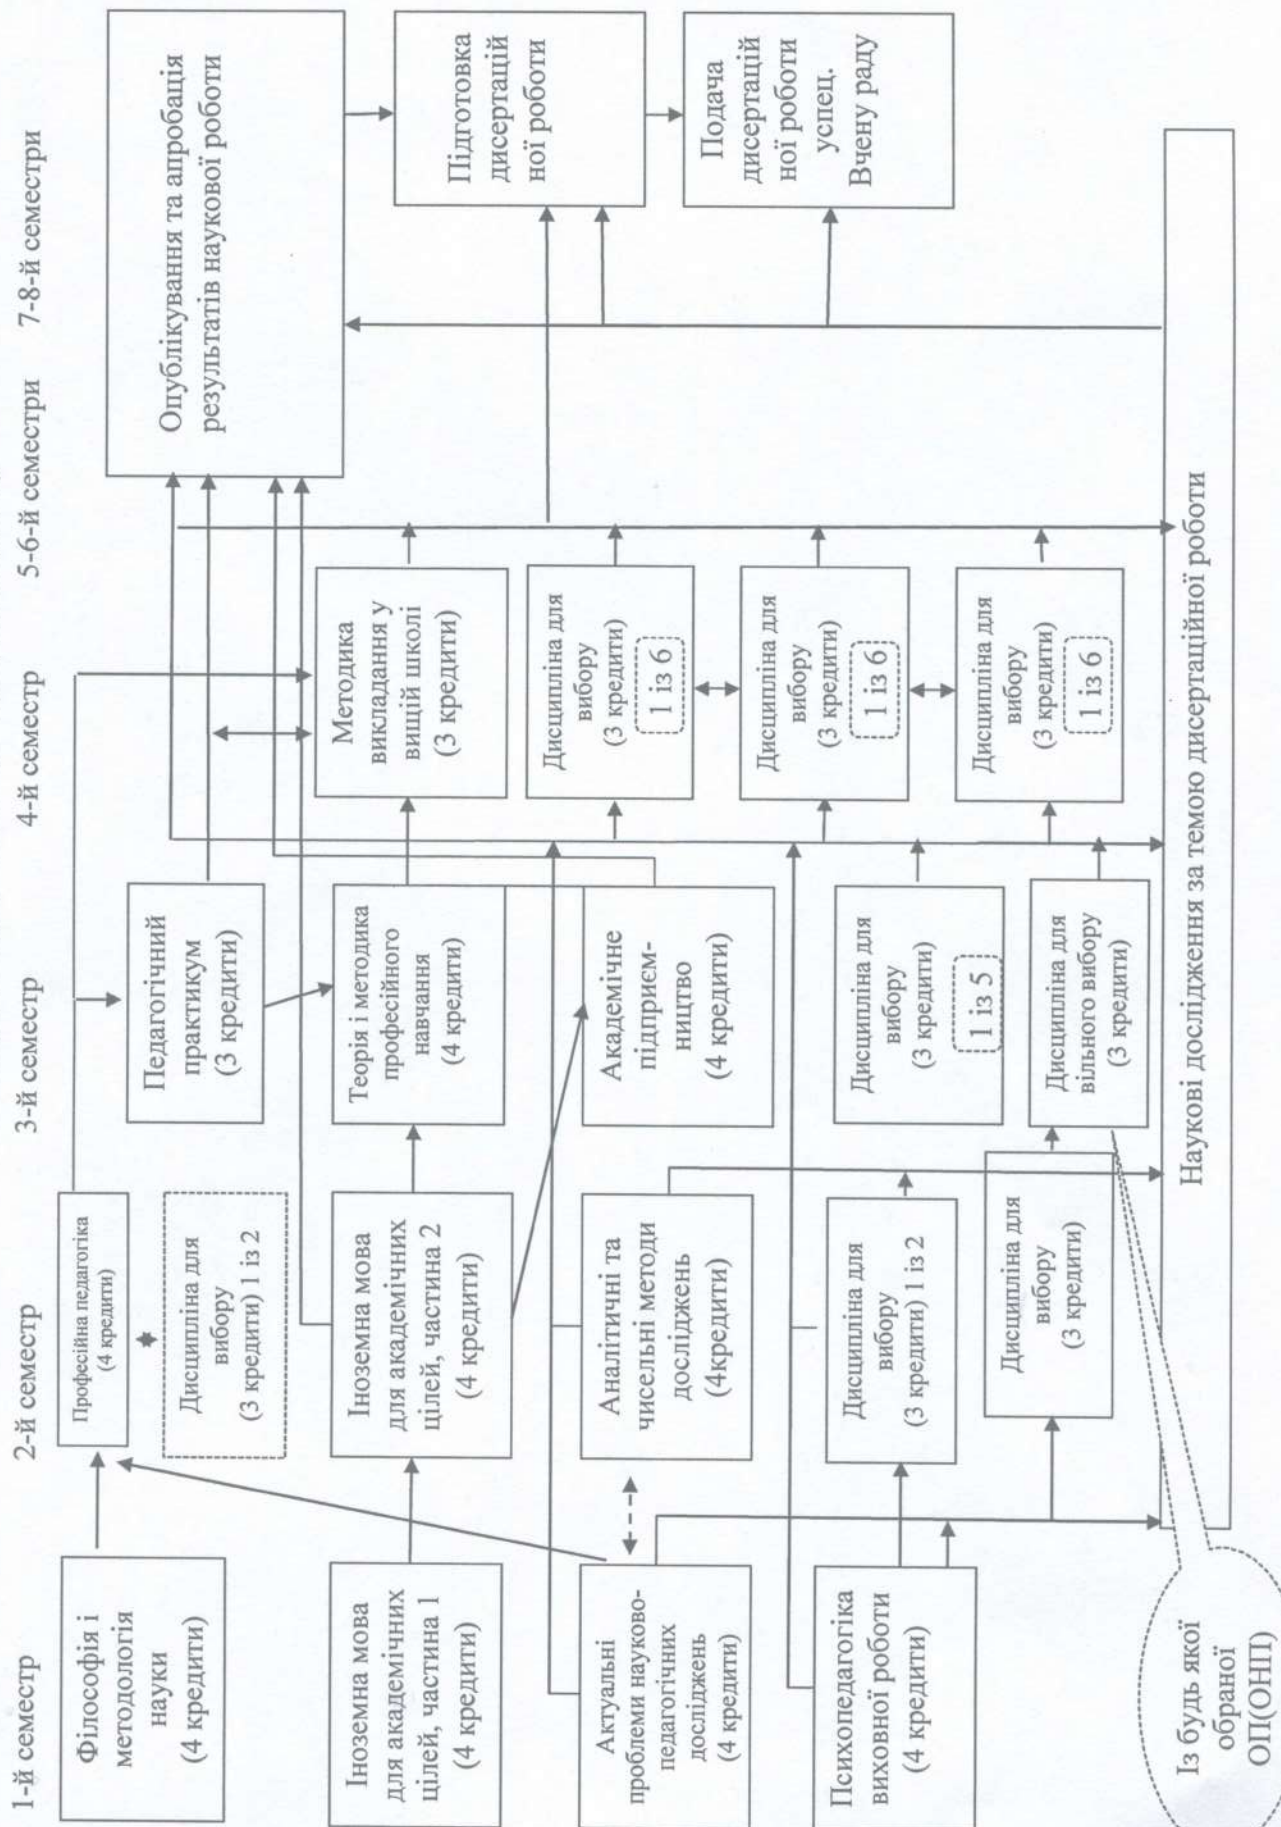 1-й семестр
2-й семестр
3-й семестр
4-й семестр
5-6-й семестри
7-8-й семестри
Філософія і
методологія
науки
(4 кредити)
Іноземна мова
для академічних
цілей, частина 1
(4 кредити)
Актуальні
проблеми науково-
педагогічних
досліджень
(4 кредити)
Психопедагогіка
виховної роботи
(4 кредити)
Із будь якої
обраної
ОП(ОНП)
Професійна педагогіка
(4 кредити)
Дисципліна для
вибору
(3 кредити) 1 із 2
Іноземна мова
для академічних
цілей, частина 2
(4 кредити)
Аналітичні та
чисельні методи
досліджень
(4кредити)
Дисципліна для
вибору
(3 кредити) 1 із 2
Дисципліна для
вибору
(3 кредити)
Педагогічний
практикум
(3 кредити)
Теорія і методика
професійного
навчання
(4 кредити)
Академічне
підприєм-
ництво
(4 кредити)
Дисципліна для
вибору
(3 кредити)
1 із 5
Дисципліна для
вільного вибору
(3 кредити)
Методика
викладання у
вищій школі
(3 кредити)
Дисципліна для
вибору
(3 кредити)
1 із 6
Дисципліна для
вибору
(3 кредити)
1 із 6
Дисципліна для
вибору
(3 кредити)
1 із 6
Опублікування та апробація
результатів наукової роботи
Підготовка
дисертацій
ної роботи
Подача
дисертацій
ної роботи
успец.
Вчену раду
Наукові дослідження за темою дисертаційної роботи